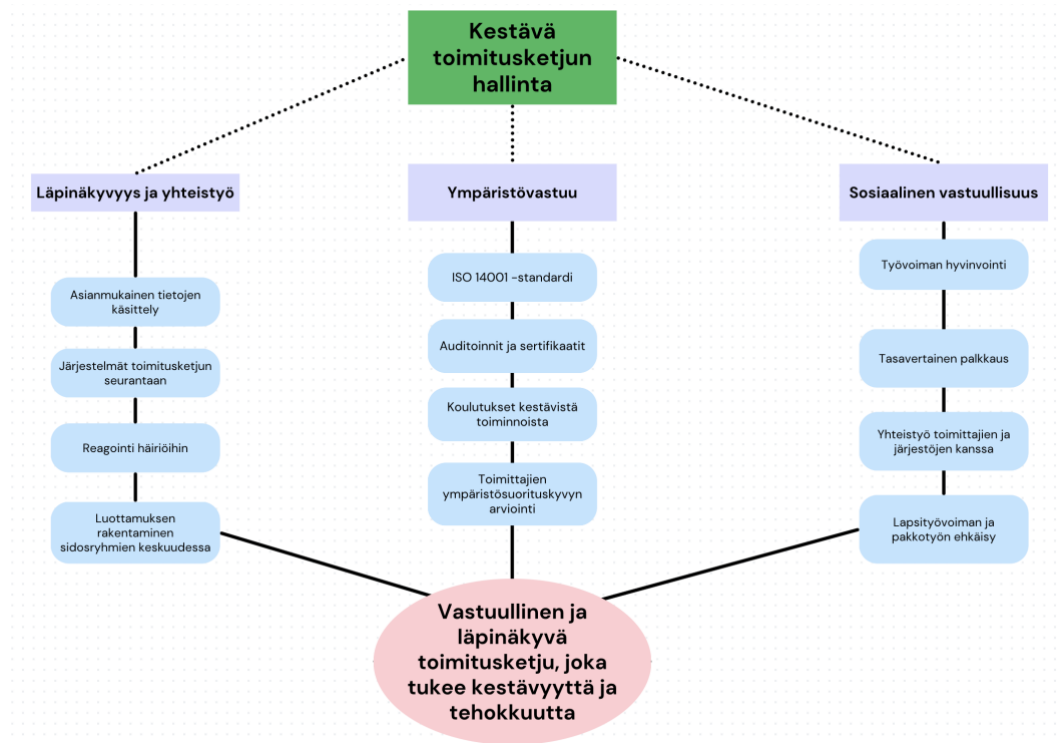 Kestävä
toimitusketjun
hallinta
Läpinäkyvyys ja yhteistyö
Asianmukainen tietojen
käsittely
Järjestelmät toimitusketjun
seurantaan
Reagointi häiriöihin
Luottamuksen
rakentaminen
sidosryhmien keskuudessa
Ympäristövastuu
ISO 14001 -standardi
Auditoinnit ja sertifikaatit
Koulutukset kestävistä
toiminnoista
Toimittajien
ympäristösuorituskyvyn
arviointi
Sosiaalinen vastuullisuus
Työvoiman hyvinvointi
Tasavertainen palkkaus
Yhteistyö toimittajien ja
järjestöjen kanssa
Lapsityövoiman ja
pakkotyön ehkäisy
Vastuullinen ja
läpinäkyvä
toimitusketju, joka
tukee kestävyyttä ja
tehokkuutta